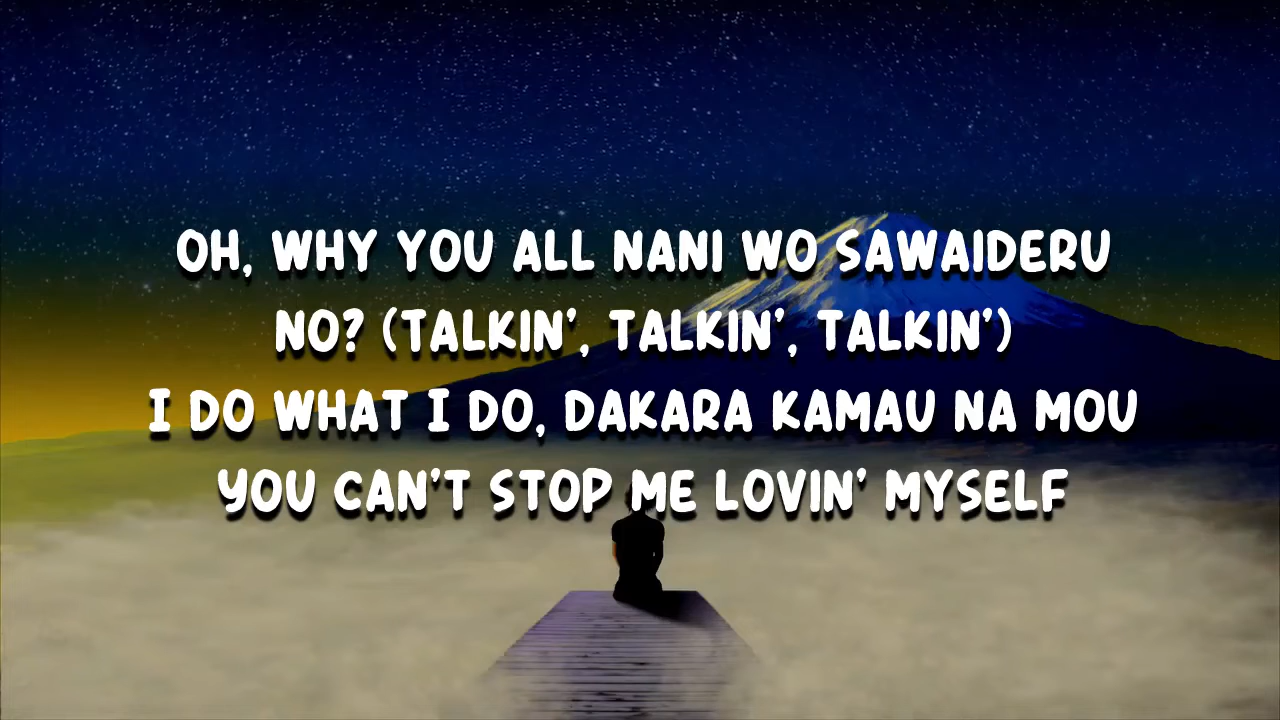 OH, WHY YOU ALL NANI WO SAWAIDERU
NO? (TALKIN', TALKIN', TALKIN')
I DO WHAT I DO, DAKARA KAMAU NA MOU
YOU CAN'T STOP ME LOVIN' MYSELF